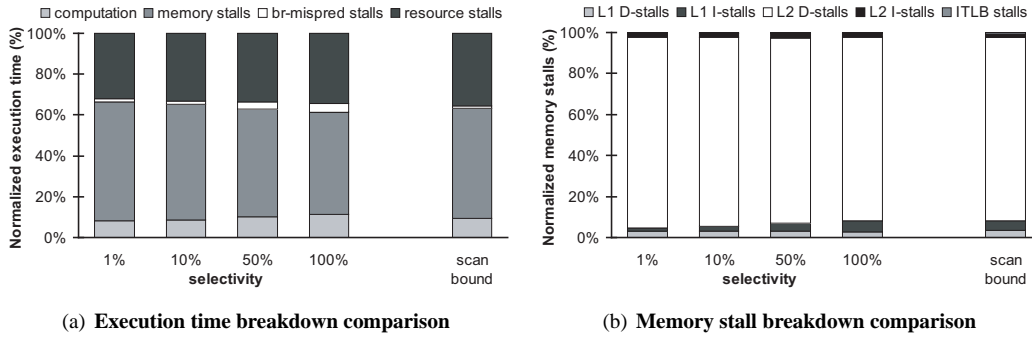 computation memory stalls br-mispred stalls resource stalls
Normalized execution time (%)
100%
80%
60%
40%
20%
0%
1% 10% 50% 100% scan
selectivity bound
(a) Execution time breakdown comparison
L1 D-stalls L1 I-stalls L2 D-stalls L2 I-stalls ITLB stalls
Normalized memory stalls (%)
100%
80%
60%
40%
20%
0%
1% 10% 50% 100% scan
selectivity bound
(b) Memory stall breakdown comparison